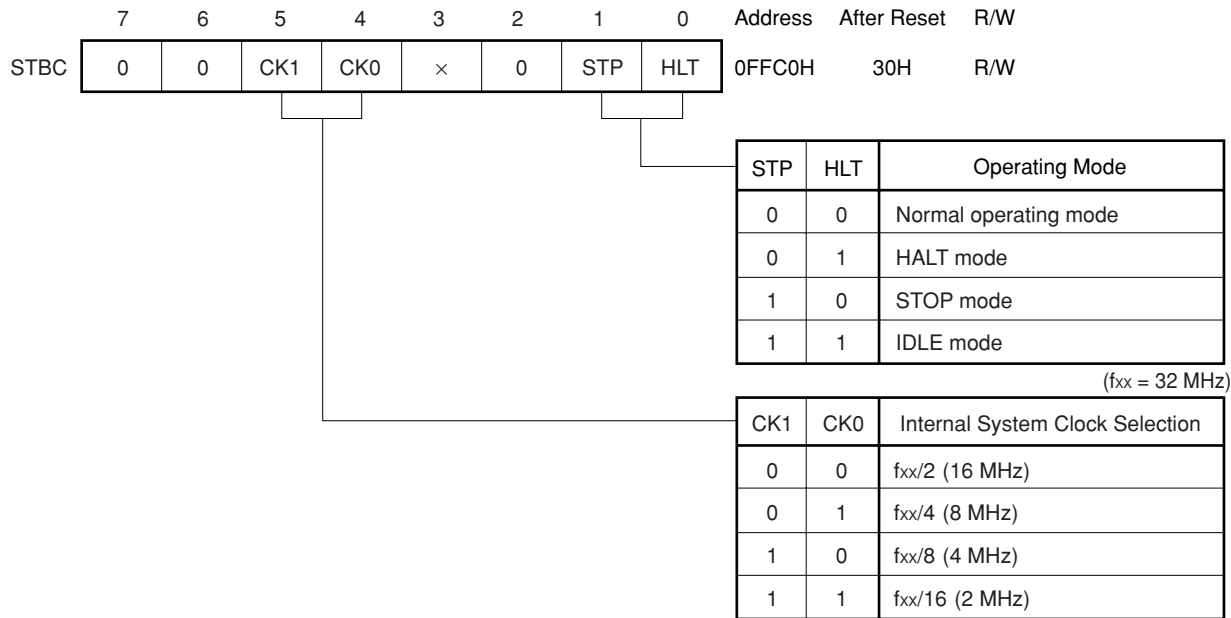 7 6 5 4 3 2 1 0 Address After Reset R/W
STBC 0 0 CK1 CK0 × 0 STP HLT 0FFC0H 30H R/W
STP HLT Operating Mode
0 0 Normal operating mode
0 1 HALT mode
1 0 STOP mode
1 1 IDLE mode
(fxx = 32 MHz)
CK1 CK0 Internal System Clock Selection
0 0 fxx/2 (16 MHz)
0 1 fxx/4 (8 MHz)
1 0 fxx/8 (4 MHz)
1 1 fxx/16 (2 MHz)